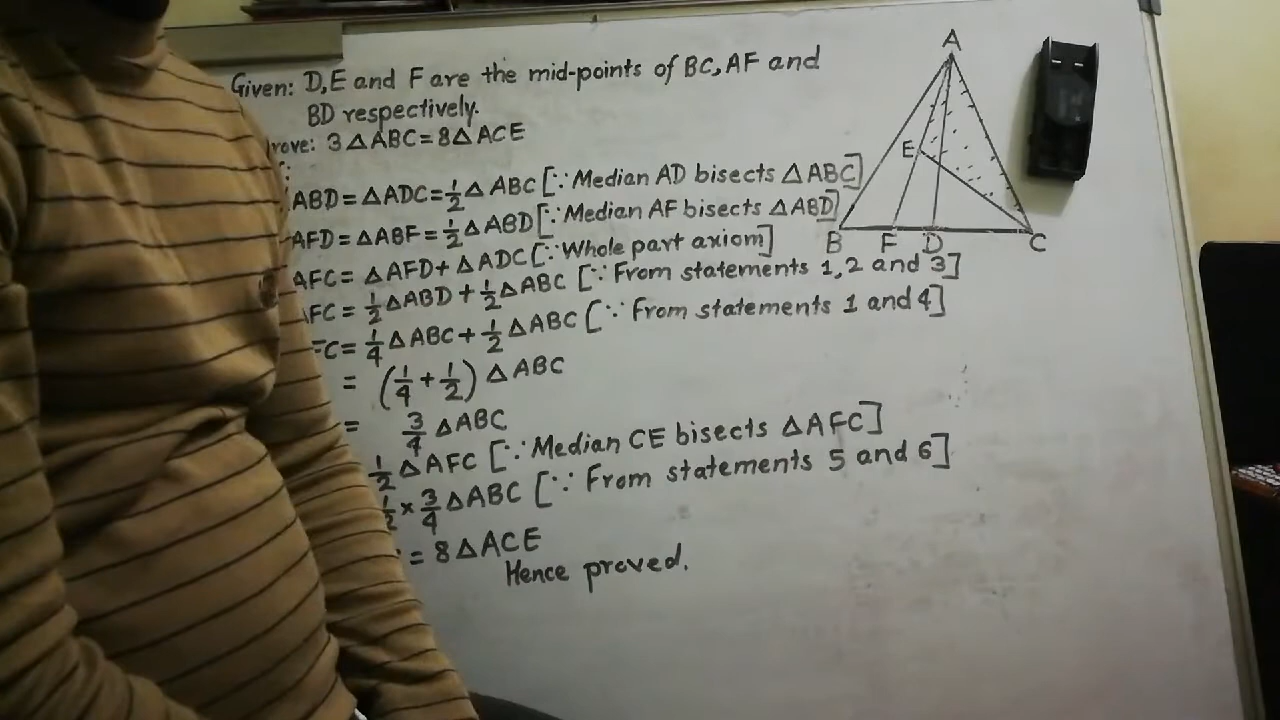 Given: D,E and F are the mid-points of BC, AF and
BD respectively.
rove: 3△ABC=8△ACE
:
ABD=△ADC=1/2△ABC [∵ Median AD bisects △ABC]
AFD=△ABF=1/2△ABD [∵ Median AF bisects △ABD]
AFC=△AFD+△ADC [∵ Whole part axiom]
FC=1/2△ABD+1/2△ABC [∵ From statements 1,2 and 3]
FC=1/4△ABC+1/2△ABC [∵ From statements 1 and 4]
= (1/4+1/2)△ABC
= 3/4△ABC
1/2△AFC [∵ Median CE bisects △AFC]
1/2×3/4△ABC [∵ From statements 5 and 6]
= 8△ACE
Hence proved.
A
E
B F D C